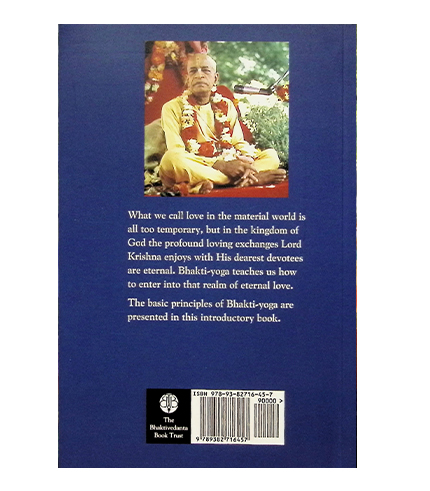 What we call love in the material world is
all too temporary, but in the kingdom of
God the profound loving exchanges Lord
Krishna enjoys with His dearest devotees
are eternal. Bhakti-yoga teaches us how
to enter into that realm of eternal love.
The basic principles of Bhakti-yoga are
presented in this introductory book.
ISBN 978-93-82716-45-7
90000 >
The
Bhaktivedanta
Book Trust
9 789382 716457